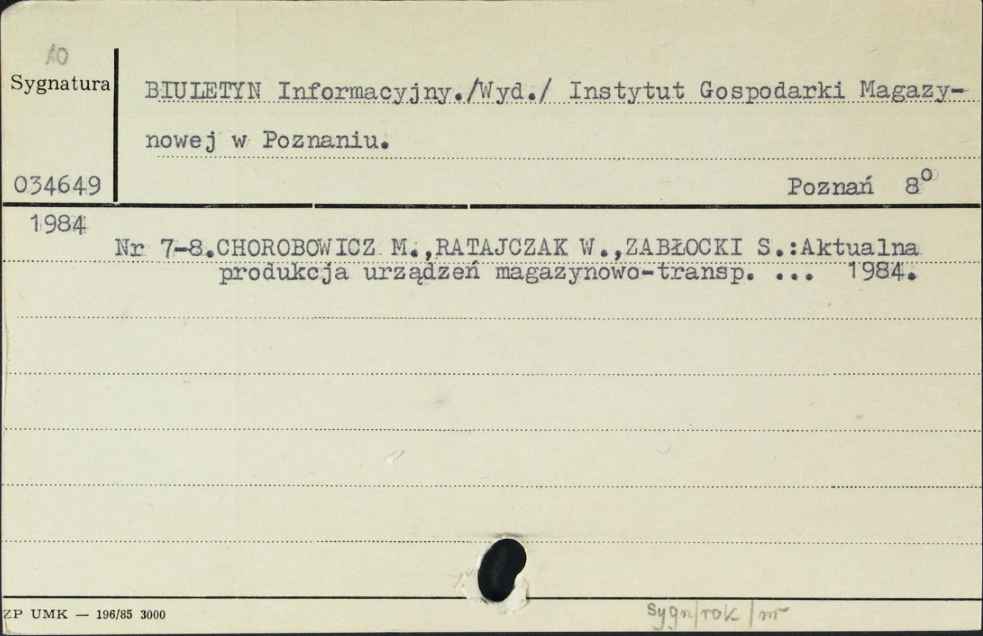 10
Sygnatura
BIULETYN Informacyjny./Wyd./ Instytut Gospodarki Magazy-
nowej w Poznaniu.
034649
Poznań 8°
1984
Nr 7-8.CHOROBOWICZ M.,RATAJCZAK W.,ZABŁOCKI S.:Aktualna
produkcja urządzeń magazynowo-transp. ... 1984.
ZP UMK — 196/85 3000
Sygn/rok/nr